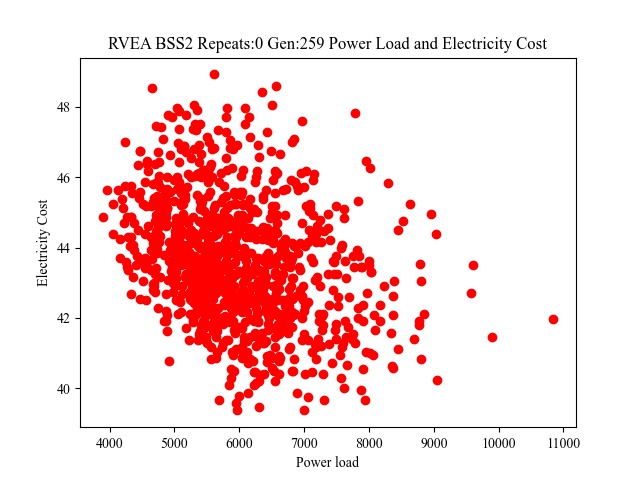 RVEA BSS2 Repeats:0 Gen:259 Power Load and Electricity Cost
48
46
44
42
40
Electricity Cost
4000 5000 6000 7000 8000 9000 10000 11000
Power load